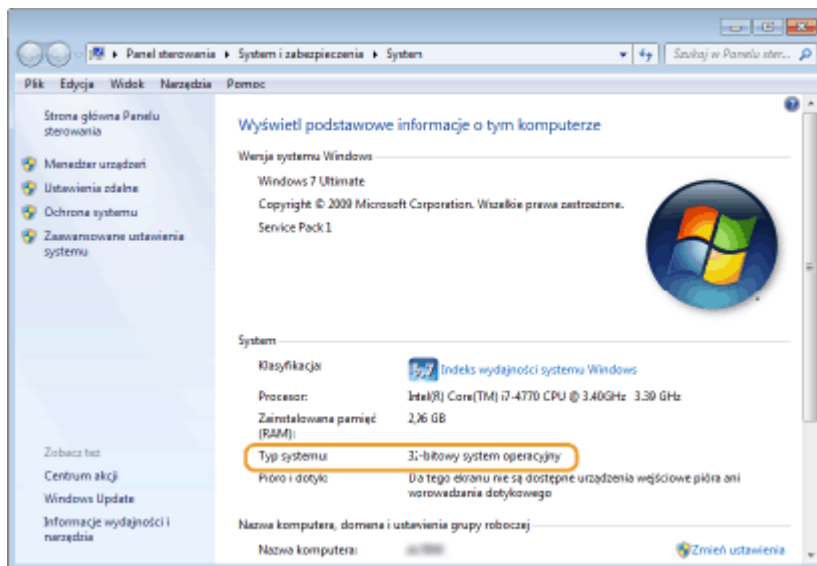 Panel sterowania ▸ System i zabezpieczenia ▸ System
Szukaj w Panelu ster...
Plik Edycja Widok Narzędzia Pomoc
Strona główna Panelu
sterowania
Menedżer urządzeń
Ustawienia zdalne
Ochrona systemu
Zaawansowane ustawienia
systemu
Wyświetl podstawowe informacje o tym komputerze
Wersja systemu Windows
Windows 7 Ultimate
Copyright © 2009 Microsoft Corporation. Wszelkie prawa zastrzeżone.
Service Pack 1
System
Klasyfikacja:
5,7 Indeks wydajności systemu Windows
Procesor: Intel(R) Core(TM) i7-4770 CPU @ 3.40GHz 3.39 GHz
Zainstalowana pamięć
(RAM):
2,96 GB
Typ systemu: 32-bitowy system operacyjny
Pióro i dotyk: Dla tego ekranu nie są dostępne urządzenia wejściowe pióra ani
wprowadzania dotykowego
Nazwa komputera, domena i ustawienia grupy roboczej
Nazwa komputera:
Zmień ustawienia
Zobacz też
Centrum akcji
Windows Update
Informacje wydajności i
narzędzia